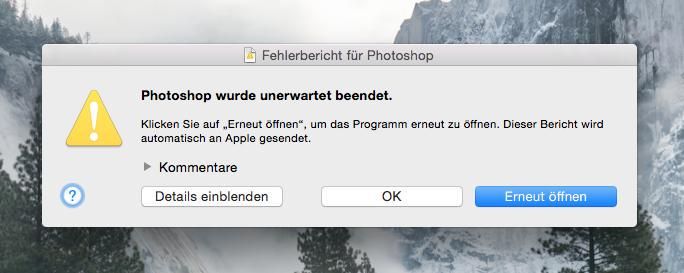 Fehlerbericht für Photoshop
Photoshop wurde unerwartet beendet.
Klicken Sie auf „Erneut öffnen“, um das Programm erneut zu öffnen. Dieser Bericht wird
automatisch an Apple gesendet.
Kommentare
?
Details einblenden
OK
Erneut öffnen